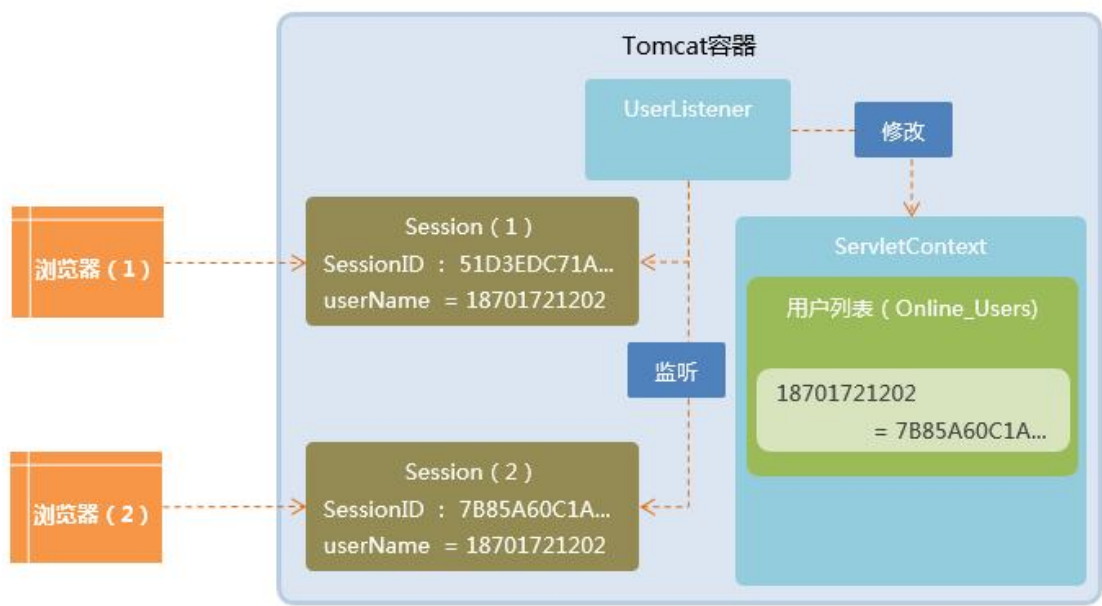 Tomcat容器
UserListener
修改
浏览器（1）
Session（1）
SessionID : 51D3EDC71A...
userName = 18701721202
监听
ServletContext
用户列表（Online_Users)
18701721202
= 7B85A60C1A...
浏览器（2）
Session（2）
SessionID : 7B85A60C1A...
userName = 18701721202